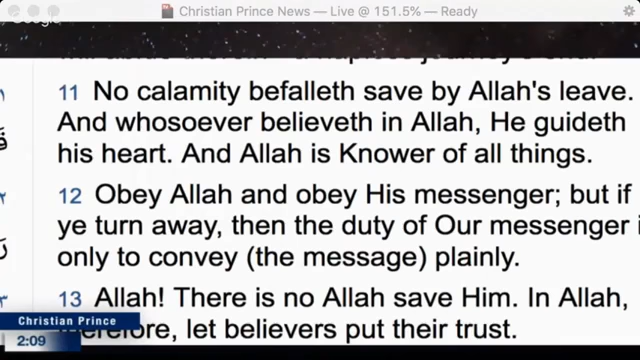 Christian Prince News — Live @ 151.5% — Ready
Google
11 No calamity befalleth save by Allah's leave.
And whosoever believeth in Allah, He guideth
his heart. And Allah is Knower of all things.
12 Obey Allah and obey His messenger; but if
ye turn away, then the duty of Our messenger i
only to convey (the message) plainly.
13 Allah! There is no Allah save Him. In Allah,
therefore, let believers put their trust.
Christian Prince
2:09